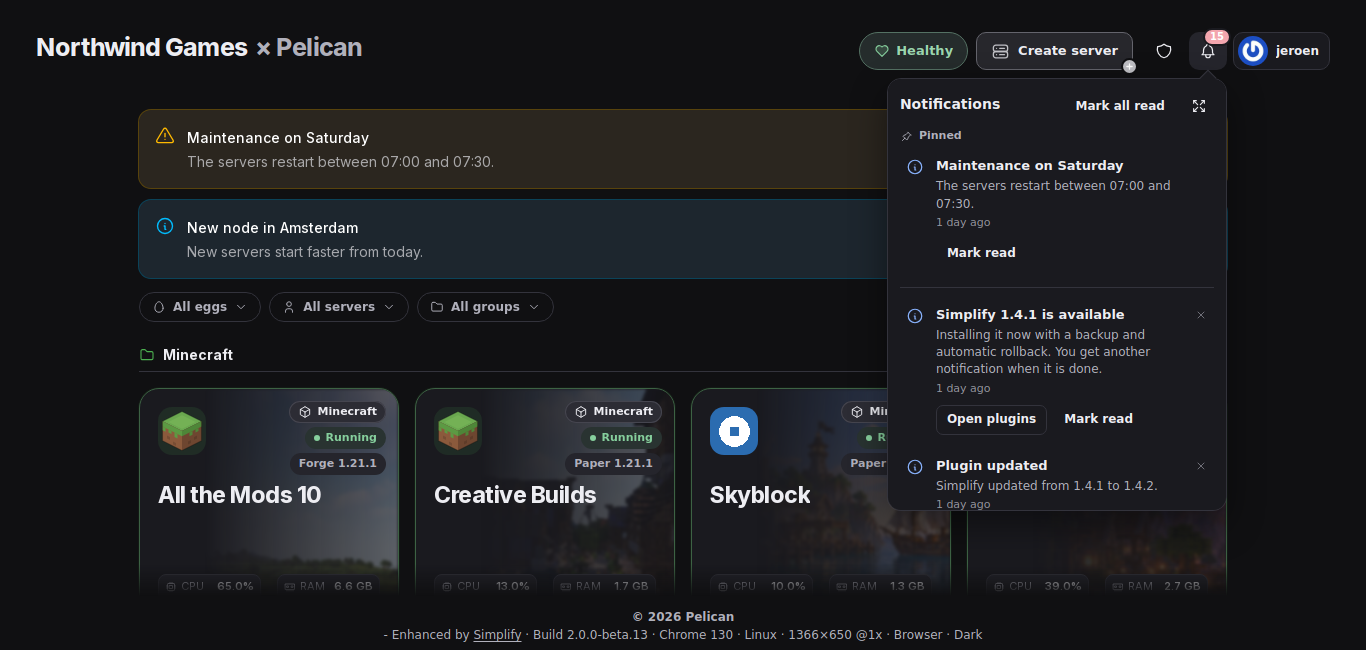 Northwind Games × Pelican
Healthy
Create server
15
jeroen
Maintenance on Saturday
The servers restart between 07:00 and 07:30.
New node in Amsterdam
New servers start faster from today.
All eggs
All servers
All groups
Notifications
Mark all read
Pinned
Maintenance on Saturday
The servers restart between 07:00 and
07:30.
1 day ago
Mark read
Simplify 1.4.1 is available
Installing it now with a backup and
automatic rollback. You get another
notification when it is done.
1 day ago
Open plugins
Mark read
Plugin updated
Simplify updated from 1.4.1 to 1.4.2.
1 day ago
Minecraft
Minecraft
Running
Forge 1.21.1
All the Mods 10
CPU 65.0%
RAM 6.6 GB
Minecraft
Running
Paper 1.21.1
Creative Builds
CPU 13.0%
RAM 1.7 GB
Paper
Skyblock
CPU 10.0%
RAM 1.3 GB
CPU 39.0%
RAM 2.7 GB
© 2026 Pelican
- Enhanced by Simplify · Build 2.0.0-beta.13 · Chrome 130 · Linux · 1366×650 @1x · Browser · Dark